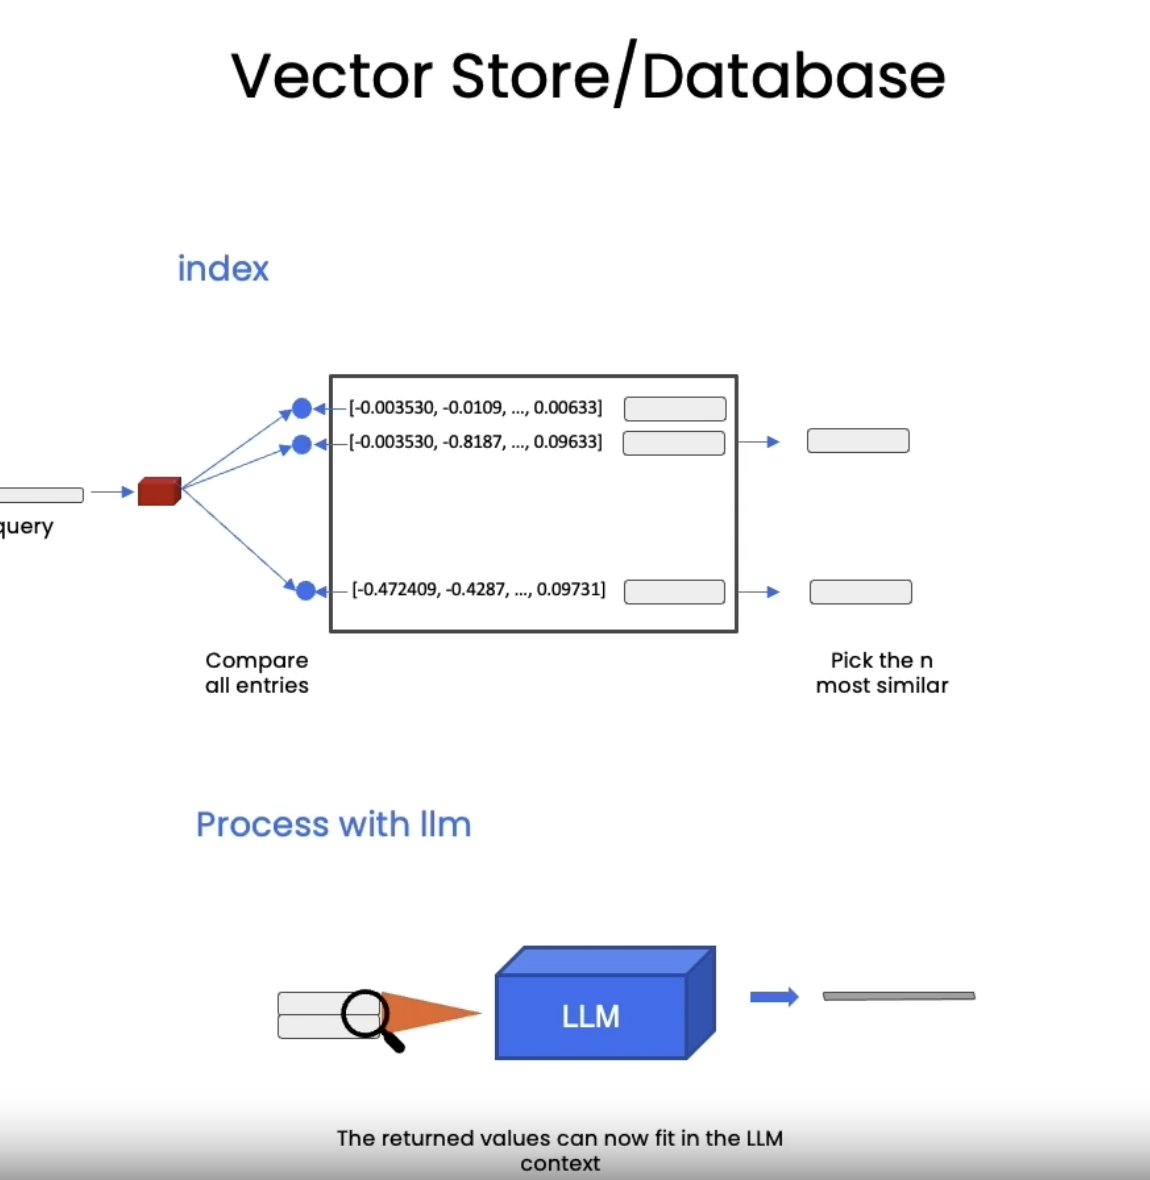 Vector Store/Database
index
[-0.003530, -0.0109, ..., 0.00633]
[-0.003530, -0.8187, ..., 0.09633]
query
[-0.472409, -0.4287, ..., 0.09731]
Compare
all entries
Pick the n
most similar
Process with llm
LLM
The returned values can now fit in the LLM
context